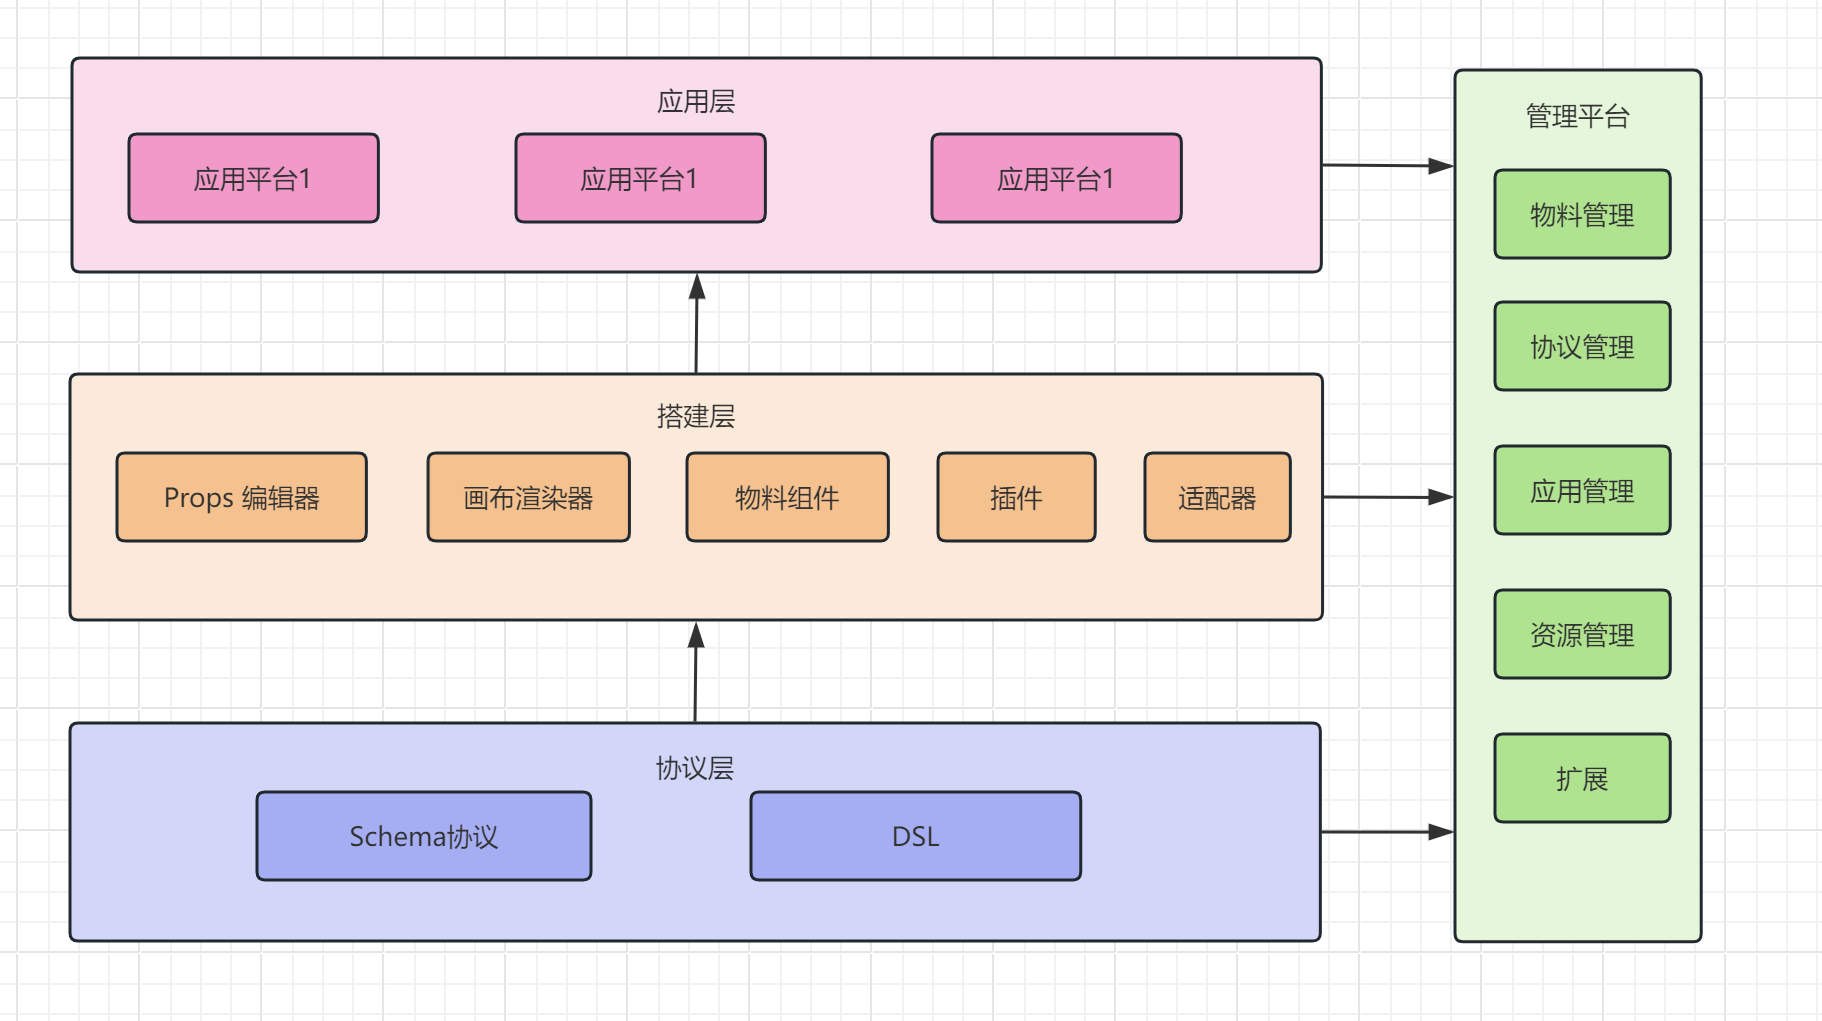 应用层
应用平台1
应用平台1
应用平台1
搭建层
Props 编辑器
画布渲染器
物料组件
插件
适配器
协议层
Schema协议
DSL
管理平台
物料管理
协议管理
应用管理
资源管理
扩展